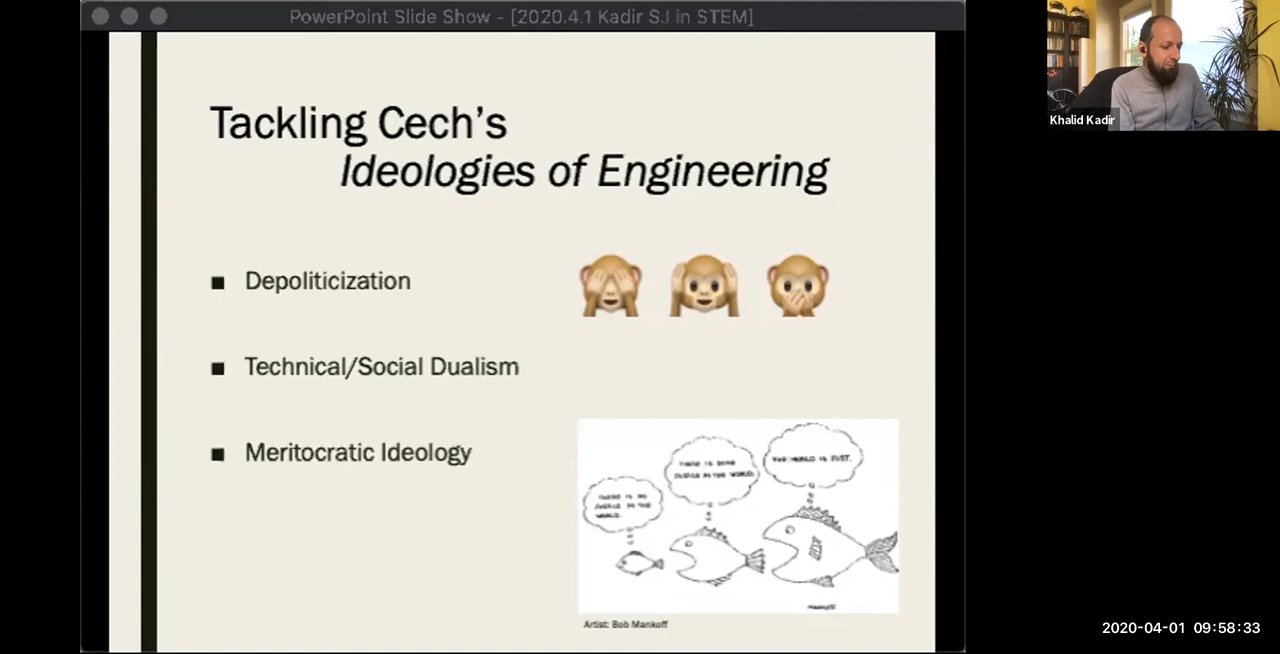 PowerPoint Slide Show - [2020.4.1 Kadir SJ in STEM]
Tackling Cech's
Ideologies of Engineering
■ Depoliticization
■ Technical/Social Dualism
■ Meritocratic Ideology
THERE IS NO
JUSTICE IN THE
WORLD.
THERE IS SOME
JUSTICE IN THE WORLD.
THE WORLD IS JUST.
Artist: Bob Mankoff
Khalid Kadir
2020-04-01 09:58:33